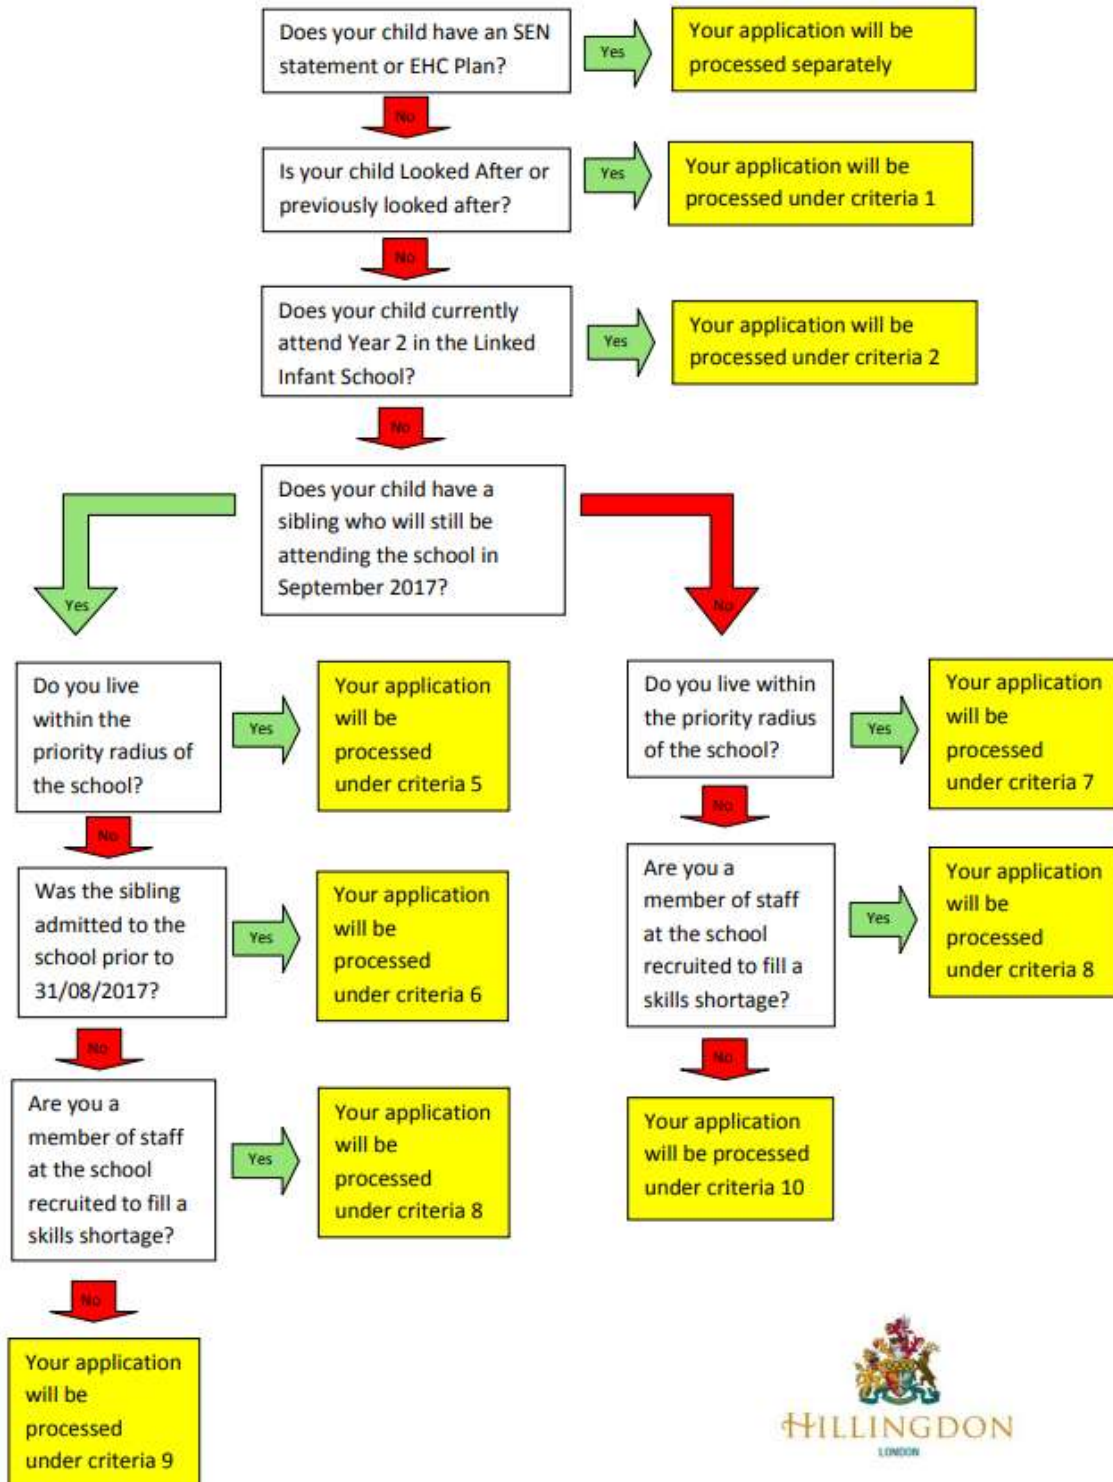 Does your child have an SEN
statement or EHC Plan?
Yes
Your application will be
processed separately
No
Is your child Looked After or
previously looked after?
Yes
Your application will be
processed under criteria 1
No
Does your child currently
attend Year 2 in the Linked
Infant School?
Yes
Your application will be
processed under criteria 2
No
Does your child have a
sibling who will still be
attending the school in
September 2017?
Yes
No
Do you live
within the
priority radius of
the school?
Yes
Your application
will be
processed
under criteria 5
No
Was the sibling
admitted to the
school prior to
31/08/2017?
Yes
Your application
will be
processed
under criteria 6
No
Are you a
member of staff
at the school
recruited to fill a
skills shortage?
Yes
Your application
will be
processed
under criteria 8
No
Your application
will be
processed
under criteria 9
Do you live within
the priority radius
of the school?
Yes
Your application
will be
processed
under criteria 7
No
Are you a
member of staff
at the school
recruited to fill a
skills shortage?
Yes
Your application
will be
processed
under criteria 8
No
Your application
will be processed
under criteria 10
HILLINGDON
LONDON